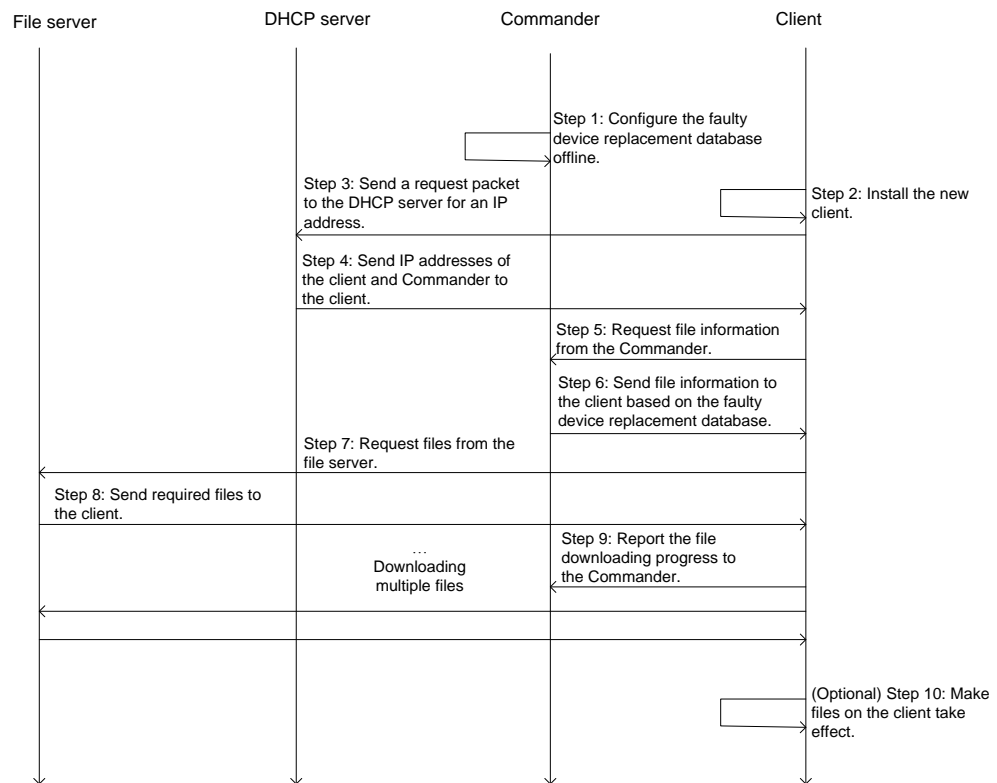 File server
DHCP server
Commander
Client
Step 1: Configure the faulty
device replacement database
offline.
Step 2: Install the new
client.
Step 3: Send a request packet
to the DHCP server for an IP
address.
Step 4: Send IP addresses of
the client and Commander to
the client.
Step 5: Request file information
from the Commander.
Step 6: Send file information to
the client based on the faulty
device replacement database.
Step 7: Request files from the
file server.
Step 8: Send required files to
the client.
Step 9: Report the file
downloading progress to
the Commander.
...
Downloading
multiple files
(Optional) Step 10: Make
files on the client take
effect.